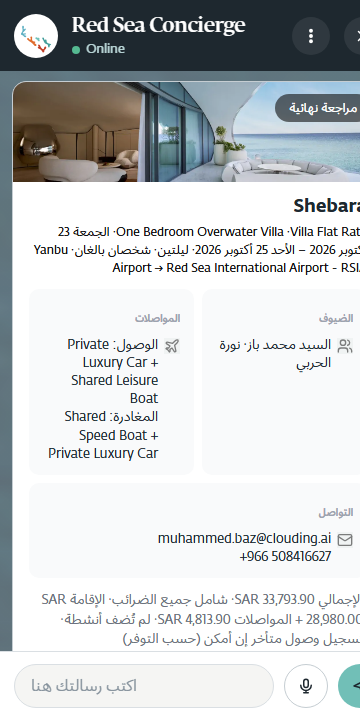 Red Sea Concierge
Online
مراجعة نهائية
Shebara
One Bedroom Overwater Villa · Villa Flat Rat · الجمعة 23
2026 – الأحد 25 أكتوبر 2026 · ليلتين · شخصان بالغان · Yanbu
Airport → Red Sea International Airport - RSI
الضيوف
السيد محمد باز · نورة
الحربي
المواصلات
الوصول: Private
Luxury Car +
Shared Leisure
Boat
المغادرة: Shared
Speed Boat +
Private Luxury Car
التواصل
muhammed.baz@clouding.ai
+966 508416627
الإجمالي SAR 33,793.90 · شامل جميع الضرائب · الإقامة SAR
28,980.00 + المواصلات SAR 4,813.90 · لم تُضف أنشطة ·
تسجيل وصول متأخر إن أمكن (حسب التوفر)
اكتب رسالتك هنا